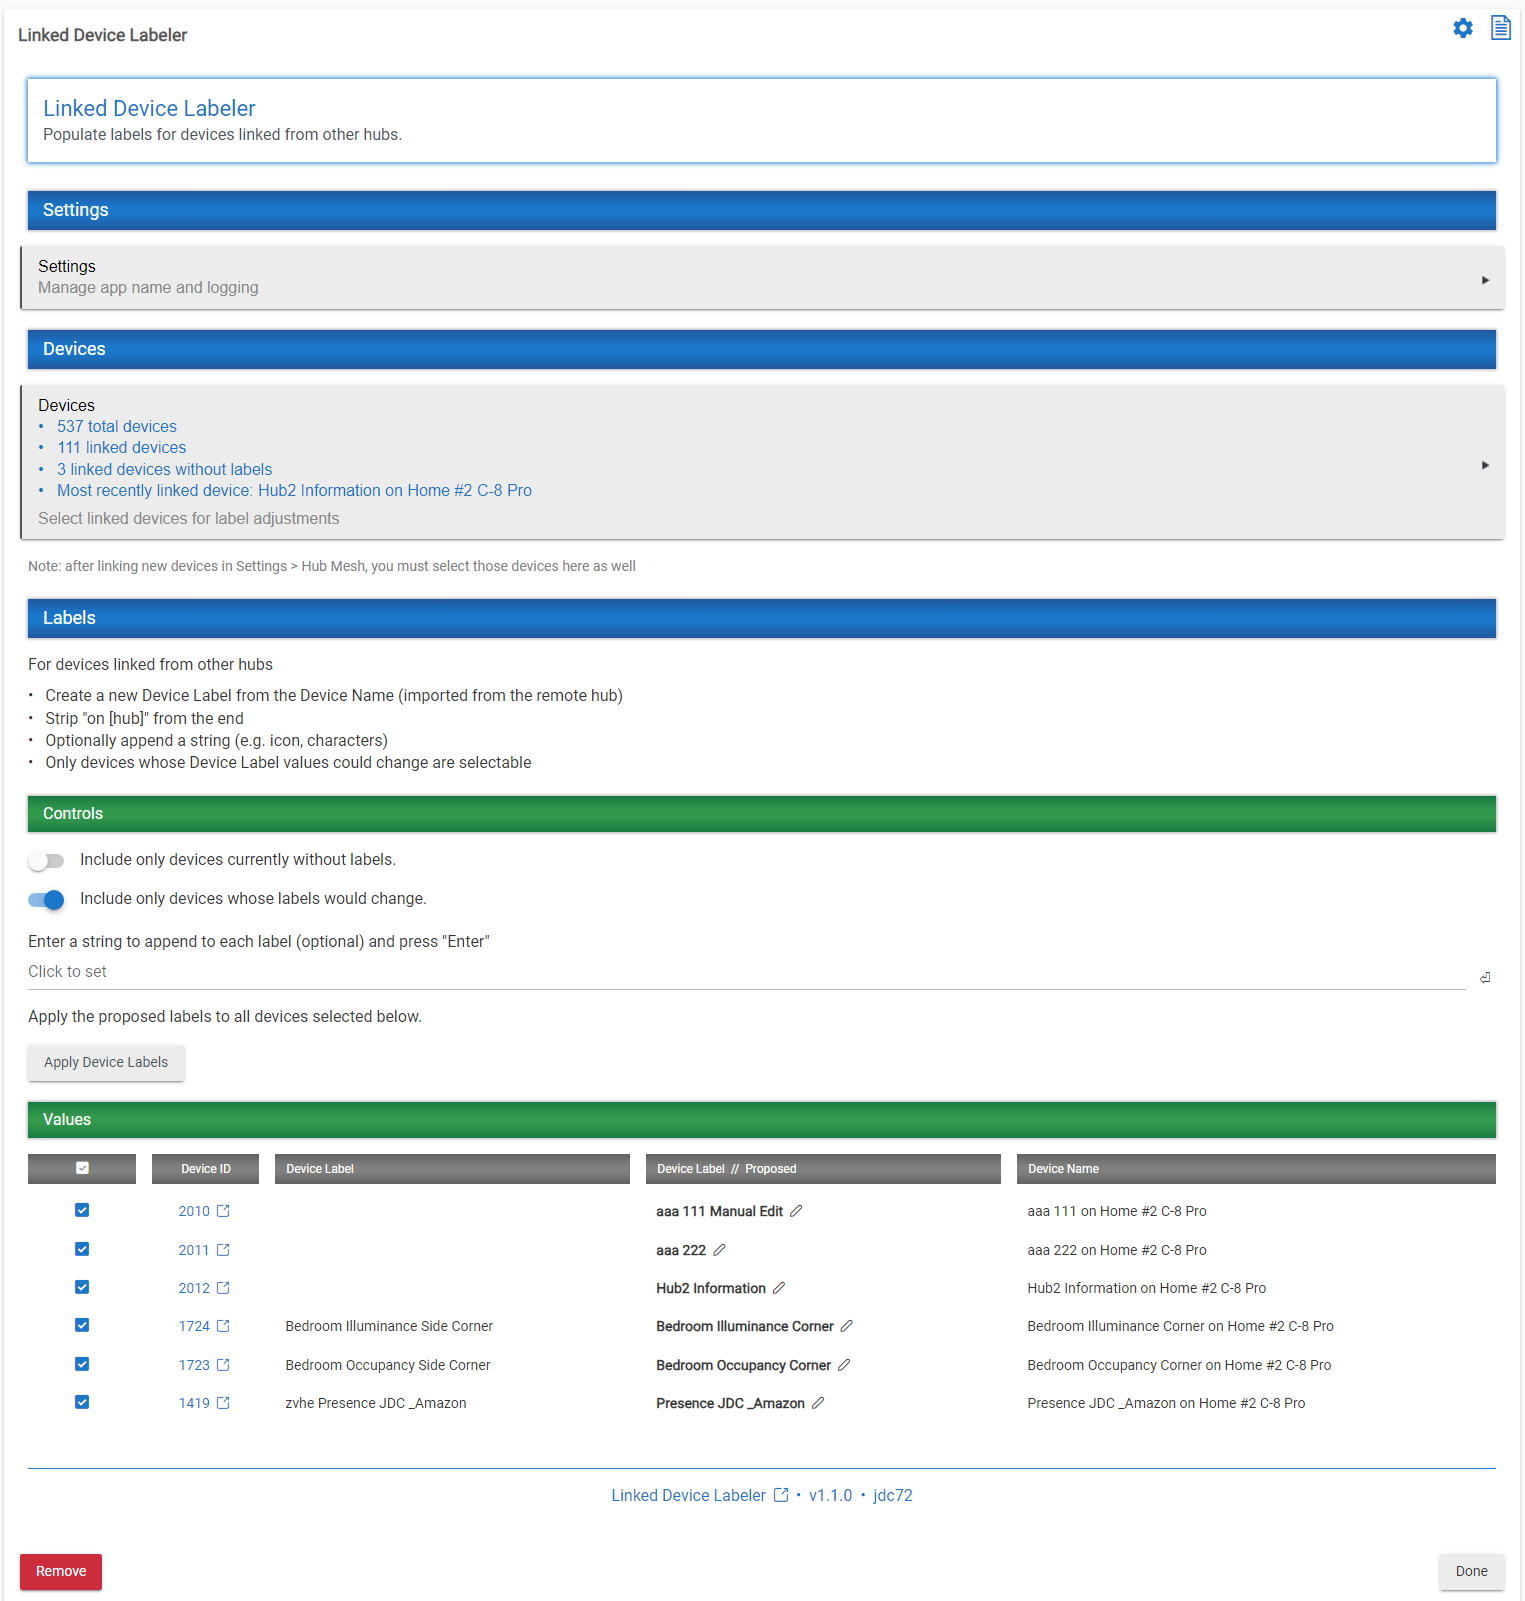 Linked Device Labeler
Linked Device Labeler
Populate labels for devices linked from other hubs.
Settings
Settings
Manage app name and logging
Devices
Devices
• 537 total devices
• 111 linked devices
• 3 linked devices without labels
• Most recently linked device: Hub2 Information on Home #2 C-8 Pro
Select linked devices for label adjustments
Note: after linking new devices in Settings > Hub Mesh, you must select those devices here as well
Labels
For devices linked from other hubs
• Create a new Device Label from the Device Name (imported from the remote hub)
• Strip "on [hub]" from the end
• Optionally append a string (e.g. icon, characters)
• Only devices whose Device Label values could change are selectable
Controls
Include only devices currently without labels.
Include only devices whose labels would change.
Enter a string to append to each label (optional) and press "Enter"
Click to set
Apply the proposed labels to all devices selected below.
Apply Device Labels
Values
Device ID Device Label Device Label // Proposed Device Name
2010 aaa 111 Manual Edit aaa 111 on Home #2 C-8 Pro
2011 aaa 222 aaa 222 on Home #2 C-8 Pro
2012 Hub2 Information Hub2 Information on Home #2 C-8 Pro
1724 Bedroom Illuminance Side Corner Bedroom Illuminance Corner Bedroom Illuminance Corner on Home #2 C-8 Pro
1723 Bedroom Occupancy Side Corner Bedroom Occupancy Corner Bedroom Occupancy Corner on Home #2 C-8 Pro
1419 zvhe Presence JDC _Amazon Presence JDC _Amazon Presence JDC _Amazon on Home #2 C-8 Pro
Linked Device Labeler • v1.1.0 • jdc72
Remove Done